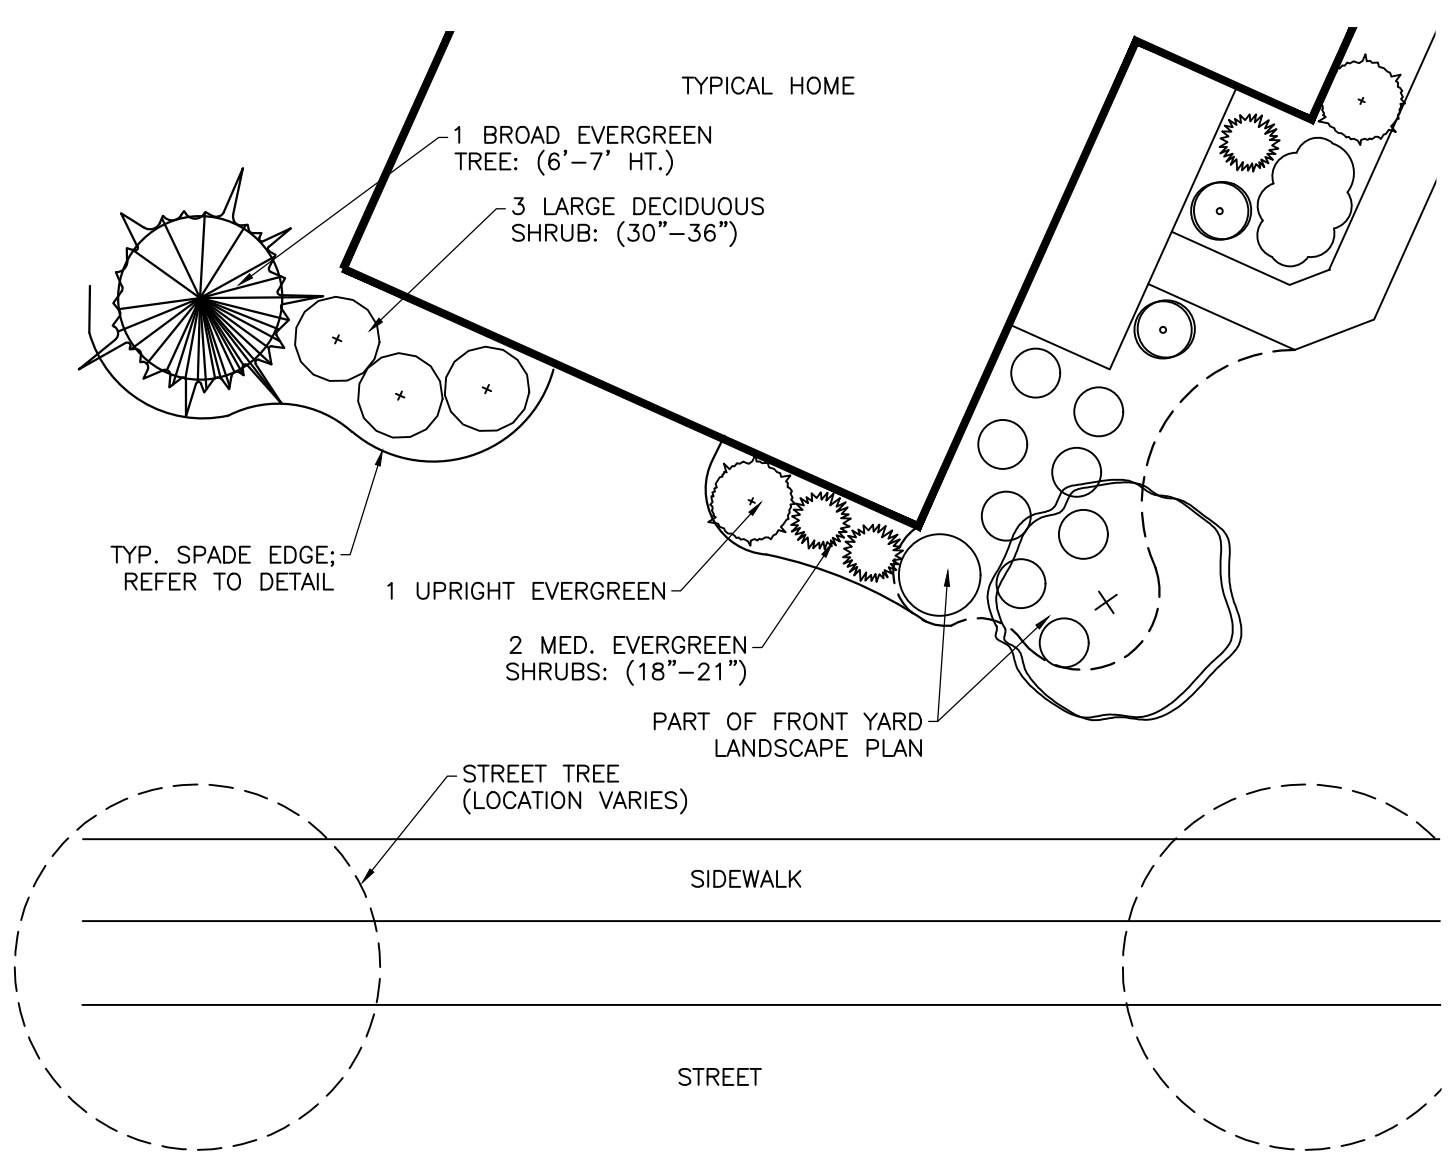 TYPICAL HOME
1 BROAD EVERGREEN
TREE: (6'-7' HT.)
3 LARGE DECIDUOUS
SHRUB: (30"-36")
TYP. SPADE EDGE;
REFER TO DETAIL
1 UPRIGHT EVERGREEN
2 MED. EVERGREEN
SHRUBS: (18"-21")
PART OF FRONT YARD
LANDSCAPE PLAN
STREET TREE
(LOCATION VARIES)
SIDEWALK
STREET